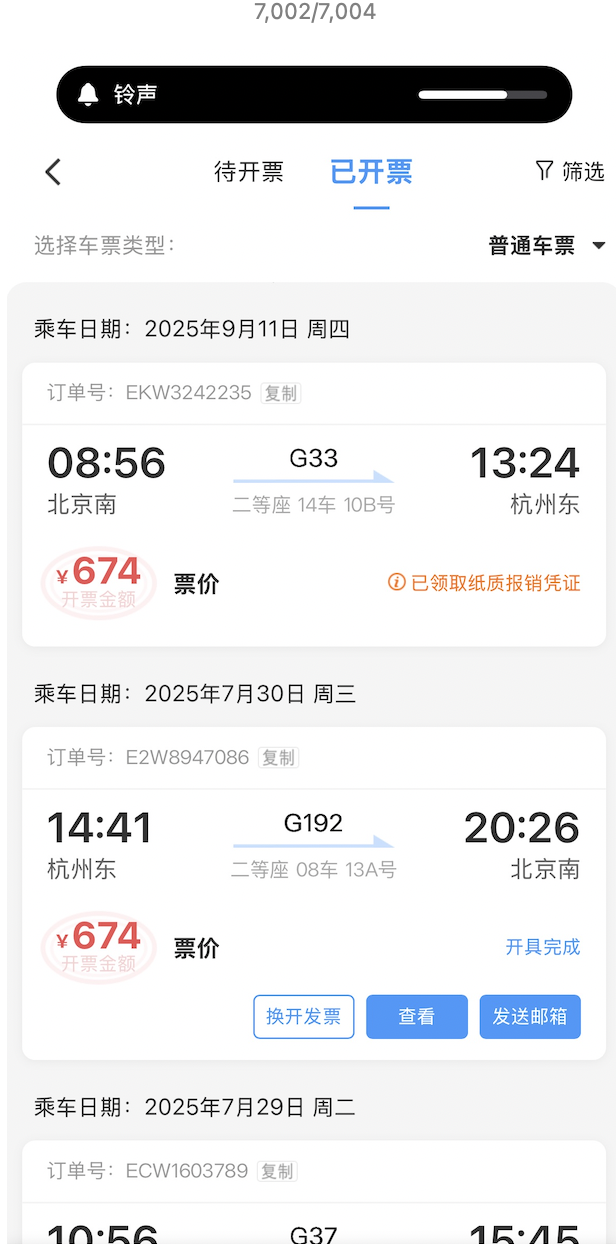 7,002/7,004
铃声
待开票 已开票 筛选
选择车票类型： 普通车票
乘车日期：2025年9月11日 周四
订单号：EKW3242235 复制
08:56 G33 13:24
北京南 二等座 14车 10B号 杭州东
¥674 票价 已领取纸质报销凭证
开票金额
乘车日期：2025年7月30日 周三
订单号：E2W8947086 复制
14:41 G192 20:26
杭州东 二等座 08车 13A号 北京南
¥674 票价 开具完成
开票金额
换开发票 查看 发送邮箱
乘车日期：2025年7月29日 周二
订单号：ECW1603789 复制
10:56 G37 15:45